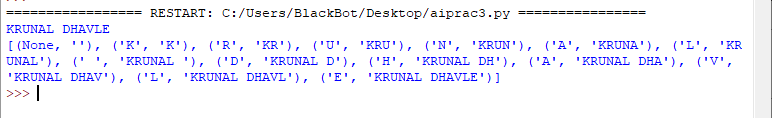 ================= RESTART: C:/Users/BlackBot/Desktop/aiprac3.py ================
KRUNAL DHAVLE
[(None, ''), ('K', 'K'), ('R', 'KR'), ('U', 'KRU'), ('N', 'KRUN'), ('A', 'KRUNA'), ('L', 'KR
UNAL'), (' ', 'KRUNAL '), ('D', 'KRUNAL D'), ('H', 'KRUNAL DH'), ('A', 'KRUNAL DHA'), ('V',
'KRUNAL DHAV'), ('L', 'KRUNAL DHAVL'), ('E', 'KRUNAL DHAVLE')]
>>>